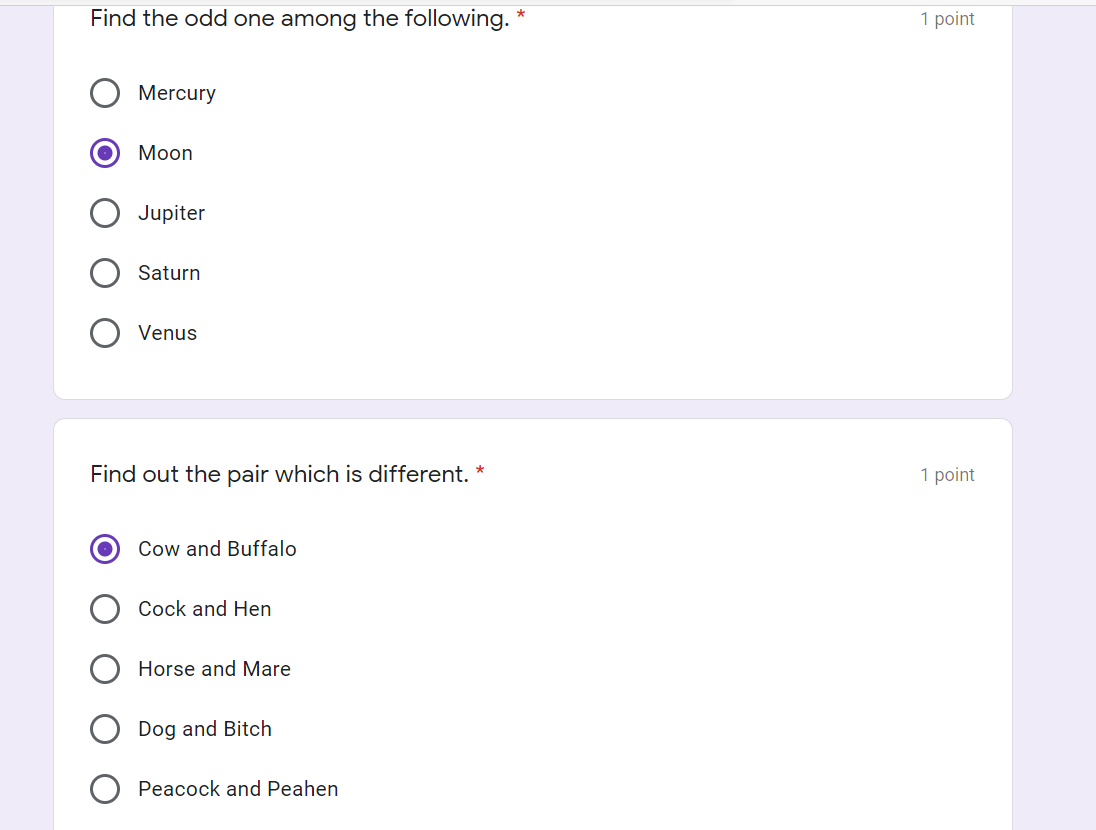 Find the odd one among the following. *
1 point
Mercury
Moon
Jupiter
Saturn
Venus
Find out the pair which is different. *
1 point
Cow and Buffalo
Cock and Hen
Horse and Mare
Dog and Bitch
Peacock and Peahen